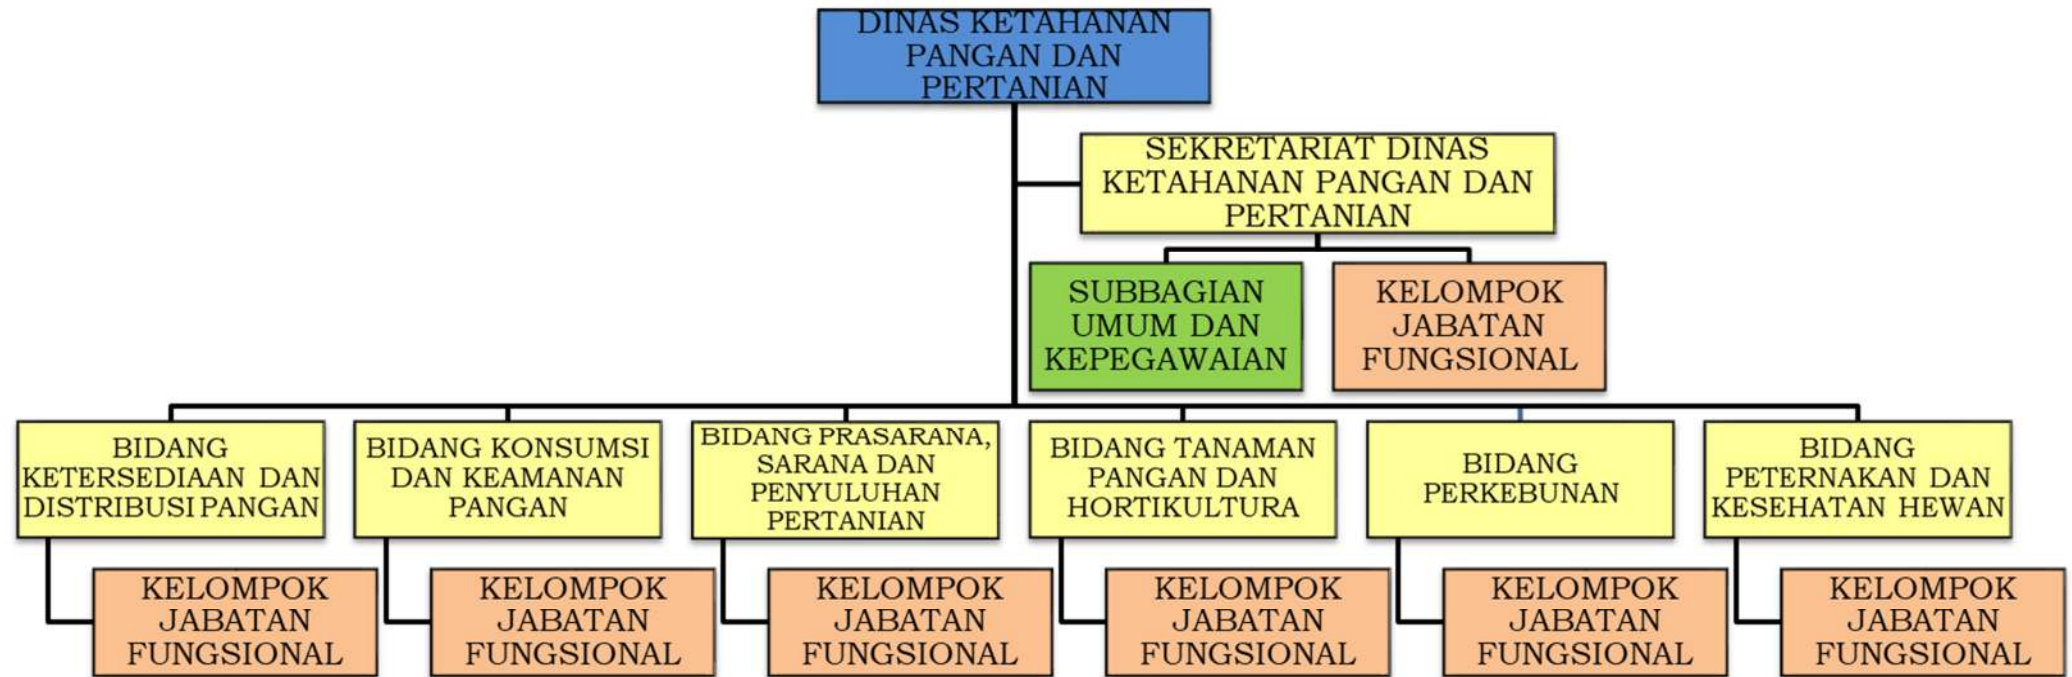 DINAS KETAHANAN
PANGAN DAN
PERTANIAN
SEKRETARIAT DINAS
KETAHANAN PANGAN DAN
PERTANIAN
SUBBAGIAN
UMUM DAN
KEPEGAWAIAN
KELOMPOK
JABATAN
FUNGSIONAL
BIDANG
KETERSEDIAAN DAN
DISTRIBUSI PANGAN
BIDANG KONSUMSI
DAN KEAMANAN
PANGAN
BIDANG PRASARANA,
SARANA DAN
PENYULUHAN
PERTANIAN
BIDANG TANAMAN
PANGAN DAN
HORTIKULTURA
BIDANG
PERKEBUNAN
BIDANG
PETERNAKAN DAN
KESEHATAN HEWAN
KELOMPOK
JABATAN
FUNGSIONAL
KELOMPOK
JABATAN
FUNGSIONAL
KELOMPOK
JABATAN
FUNGSIONAL
KELOMPOK
JABATAN
FUNGSIONAL
KELOMPOK
JABATAN
FUNGSIONAL
KELOMPOK
JABATAN
FUNGSIONAL